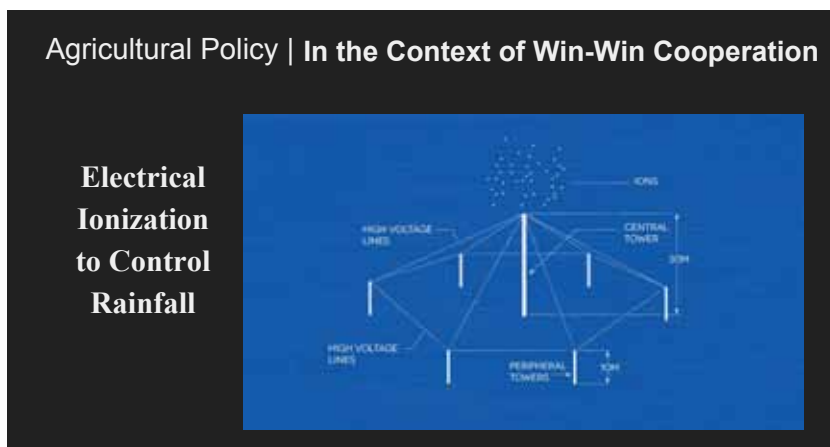 Agricultural Policy | In the Context of Win-Win Cooperation
Electrical
Ionization
to Control
Rainfall
IONS
HIGH VOLTAGE
LINES
CENTRAL
TOWER
30M
HIGH VOLTAGE
LINES
PERIPHERAL
TOWERS
10M